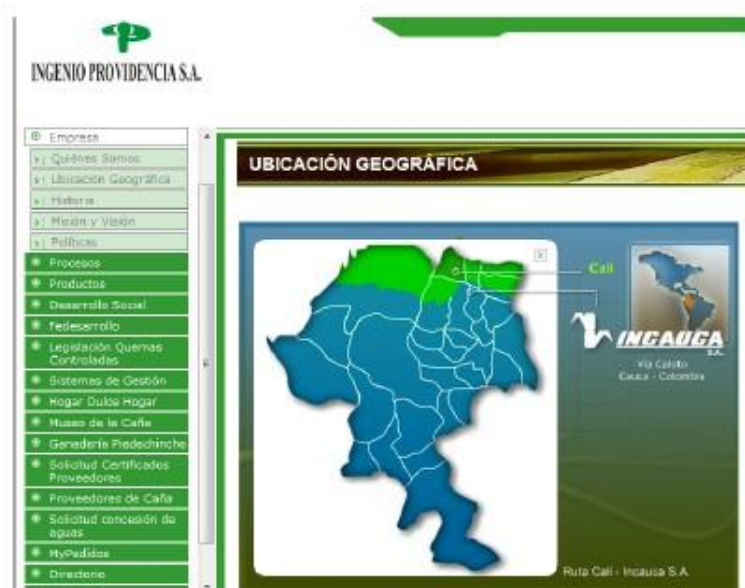 INGENIO PROVIDENCIA S.A.
Empresa
Quiénes Somos
Ubicación Geográfica
Historia
Misión y Visión
Políticas
Procesos
Productos
Desarrollo Social
Fedesarrollo
Legislación Quemas
Controladas
Sistemas de Gestión
Hogar Dulce Hogar
Museo de la Caña
Ganadería Piedechinche
Solicitud Certificados
Proveedores
Proveedores de Caña
Solicitud concesión de
aguas
MyPedidos
Directorio
UBICACIÓN GEOGRÁFICA
Cali
INCAUCA
S.A.
Vía Caloto
Cauca - Colombia
Ruta Cali - Incauca S.A.